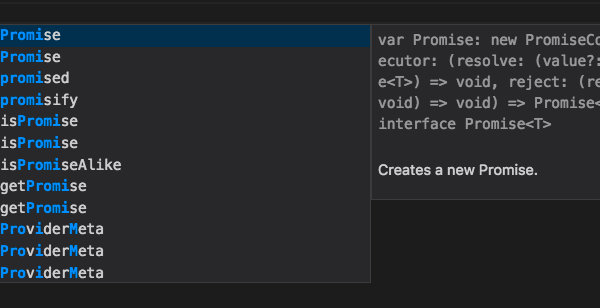 Promise
Promise
promised
promisify
isPromise
isPromise
isPromiseAlike
getPromise
getPromise
ProviderMeta
ProviderMeta
ProviderMeta
var Promise: new PromiseCo
ecutor: (resolve: (value?:
e<T>) => void, reject: (re
void) => void) => Promise<
interface Promise<T>
Creates a new Promise.